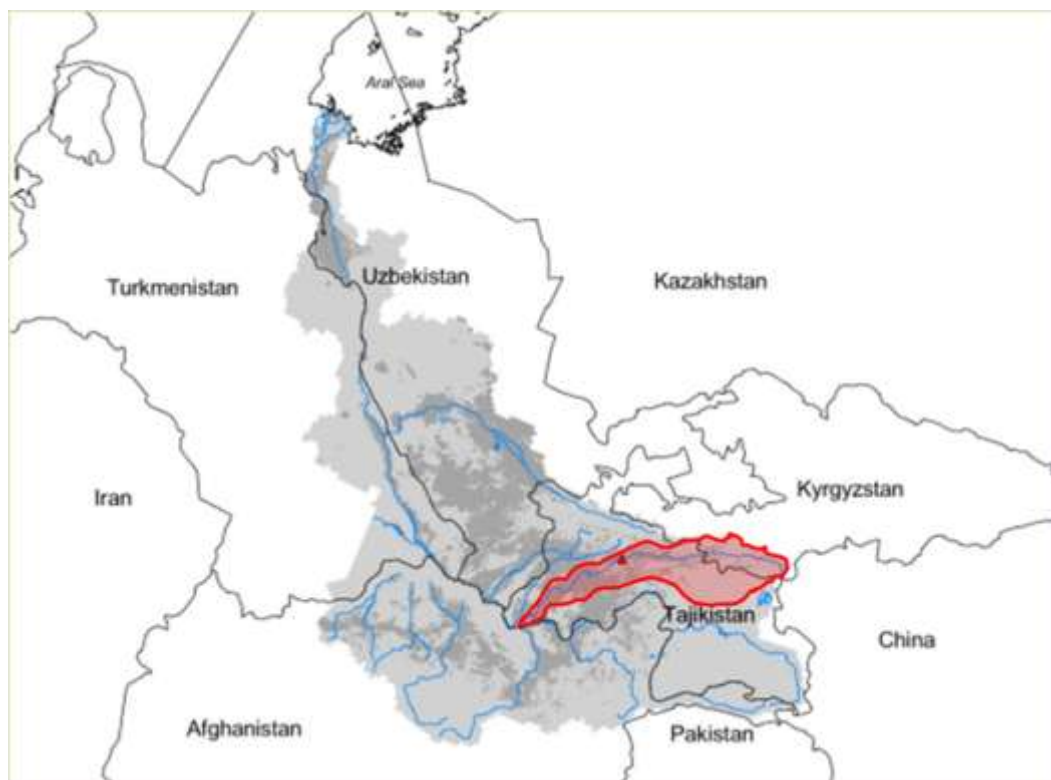 Aral Sea
Uzbekistan
Kazakhstan
Turkmenistan
Iran
Kyrgyzstan
Tajikistan
China
Afghanistan
Pakistan